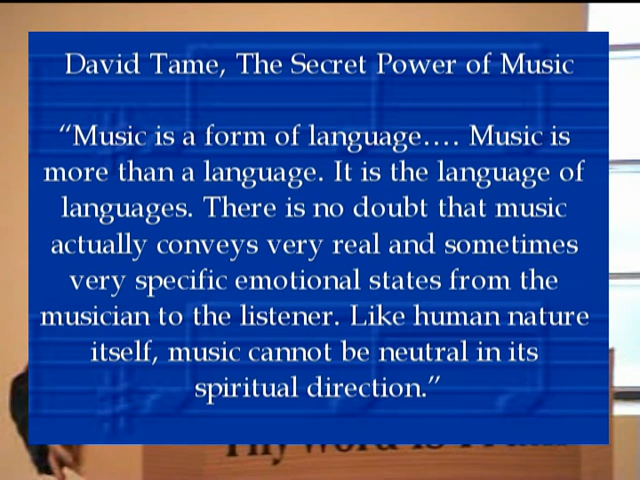 David Tame, The Secret Power of Music
“Music is a form of language…. Music is
more than a language. It is the language of
languages. There is no doubt that music
actually conveys very real and sometimes
very specific emotional states from the
musician to the listener. Like human nature
itself, music cannot be neutral in its
spiritual direction.”